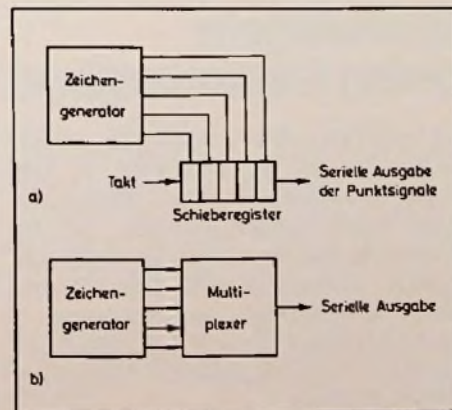 Zeichen-
generator
Takt
Serielle Ausgabe
der Punktsignale
a)
Schieberegister
Zeichen-
generator
Multi-
plexer
Serielle Ausgabe
b)